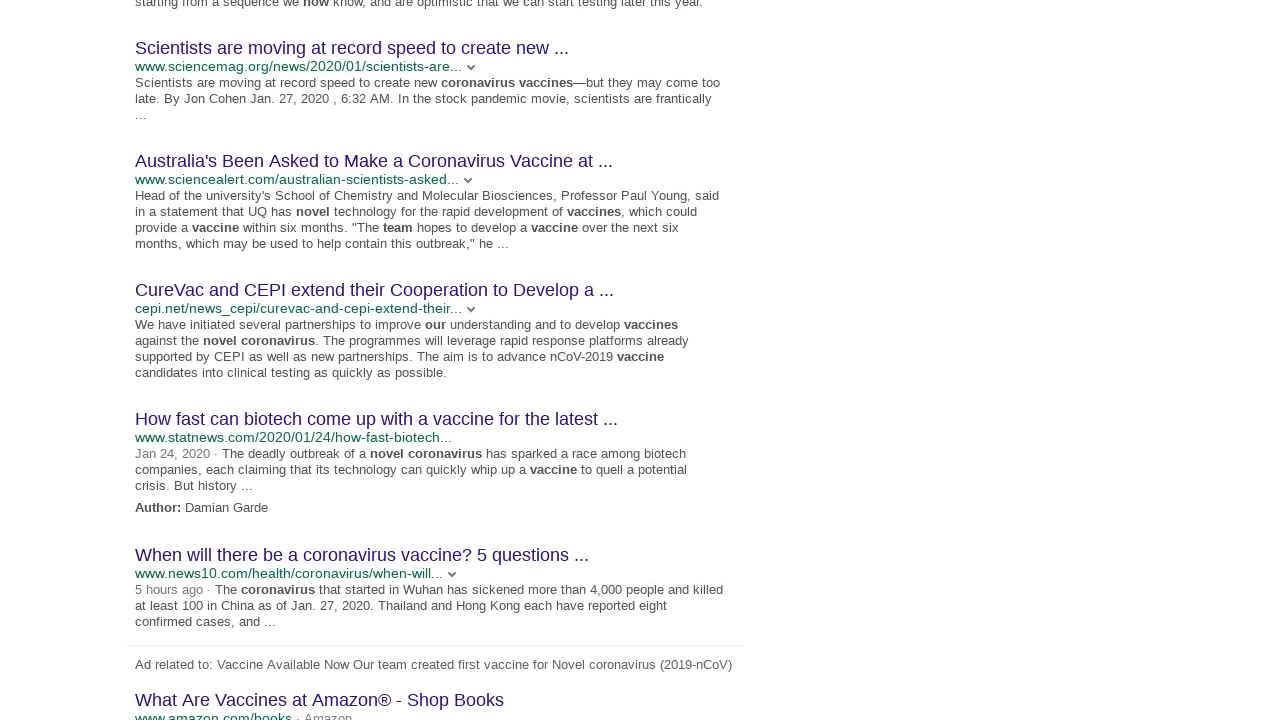 starting from a sequence we now know, and are optimistic that we can start testing later this year.
Scientists are moving at record speed to create new ...
www.sciencemag.org/news/2020/01/scientists-are...
Scientists are moving at record speed to create new coronavirus vaccines—but they may come too
late. By Jon Cohen Jan. 27, 2020 , 6:32 AM. In the stock pandemic movie, scientists are frantically
...
Australia's Been Asked to Make a Coronavirus Vaccine at ...
www.sciencealert.com/australian-scientists-asked...
Head of the university's School of Chemistry and Molecular Biosciences, Professor Paul Young, said
in a statement that UQ has novel technology for the rapid development of vaccines, which could
provide a vaccine within six months. "The team hopes to develop a vaccine over the next six
months, which may be used to help contain this outbreak," he ...
CureVac and CEPI extend their Cooperation to Develop a ...
cepi.net/news_cepi/curevac-and-cepi-extend-their...
We have initiated several partnerships to improve our understanding and to develop vaccines
against the novel coronavirus. The programmes will leverage rapid response platforms already
supported by CEPI as well as new partnerships. The aim is to advance nCoV-2019 vaccine
candidates into clinical testing as quickly as possible.
How fast can biotech come up with a vaccine for the latest ...
www.statnews.com/2020/01/24/how-fast-biotech...
Jan 24, 2020 · The deadly outbreak of a novel coronavirus has sparked a race among biotech
companies, each claiming that its technology can quickly whip up a vaccine to quell a potential
crisis. But history ...
Author: Damian Garde
When will there be a coronavirus vaccine? 5 questions ...
www.news10.com/health/coronavirus/when-will...
5 hours ago · The coronavirus that started in Wuhan has sickened more than 4,000 people and killed
at least 100 in China as of Jan. 27, 2020. Thailand and Hong Kong each have reported eight
confirmed cases, and ...
Ad related to: Vaccine Available Now Our team created first vaccine for Novel coronavirus (2019-nCoV)
What Are Vaccines at Amazon® - Shop Books
www.amazon.com/books · Amazon